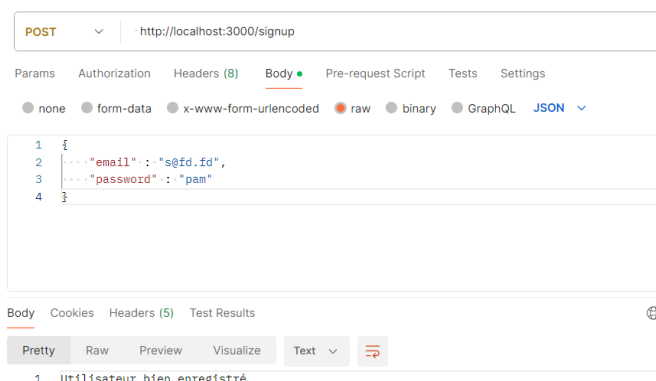 POST http://localhost:3000/signup
Params Authorization Headers (8) Body Pre-request Script Tests Settings
none form-data x-www-form-urlencoded raw binary GraphQL JSON
1 {
2 "email" : "s@fd.fd",
3 "password" : "pam"
4 }
Body Cookies Headers (5) Test Results
Pretty Raw Preview Visualize Text
1 Utilisateur bien enregistré